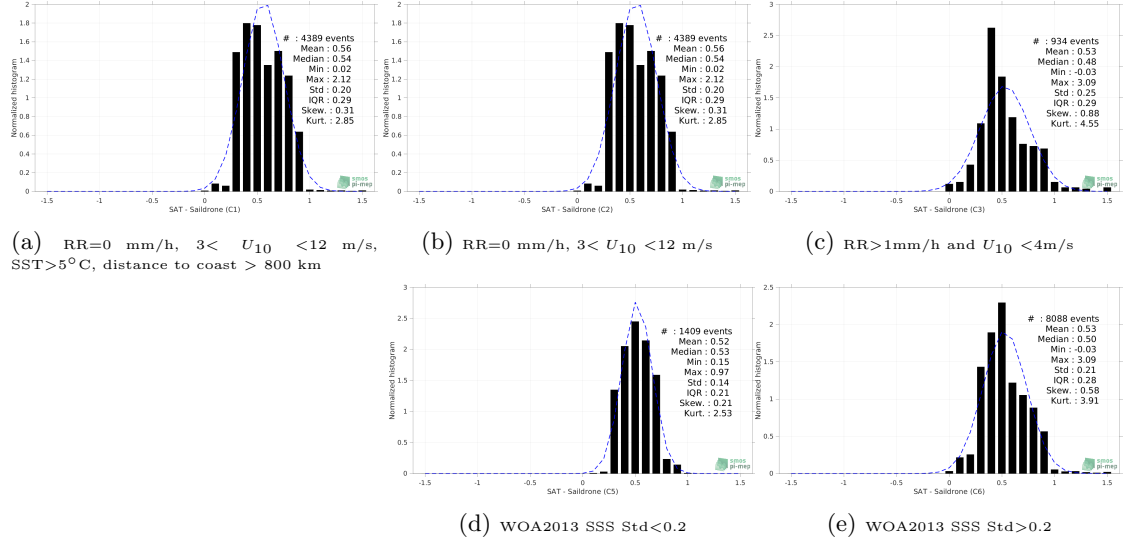 2
1.8
1.6
1.4
1.2
1
0.8
0.6
0.4
0.2
0
Normalized histogram
# : 4389 events
Mean : 0.56
Median : 0.54
Min : 0.02
Max : 2.12
Std : 0.20
IQR : 0.29
Skew. : 0.31
Kurt. : 2.85
smos
pi-mep
-1.5 -1 -0.5 0 0.5 1 1.5
SAT - Saildrone (C1)
(a) RR=0 mm/h, 3< U10 <12 m/s,
SST>5°C, distance to coast > 800 km
2
1.8
1.6
1.4
1.2
1
0.8
0.6
0.4
0.2
0
Normalized histogram
# : 4389 events
Mean : 0.56
Median : 0.54
Min : 0.02
Max : 2.12
Std : 0.20
IQR : 0.29
Skew. : 0.31
Kurt. : 2.85
smos
pi-mep
-1.5 -1 -0.5 0 0.5 1 1.5
SAT - Saildrone (C2)
(b) RR=0 mm/h, 3< U10 <12 m/s
3
2.5
2
1.5
1
0.5
0
Normalized histogram
# : 934 events
Mean : 0.53
Median : 0.48
Min : -0.03
Max : 3.09
Std : 0.25
IQR : 0.29
Skew. : 0.88
Kurt. : 4.55
smos
pi-mep
-1.5 -1 -0.5 0 0.5 1 1.5
SAT - Saildrone (C3)
(c) RR>1mm/h and U10 <4m/s
3
2.5
2
1.5
1
0.5
0
Normalized histogram
# : 1409 events
Mean : 0.52
Median : 0.53
Min : 0.15
Max : 0.97
Std : 0.14
IQR : 0.21
Skew. : 0.21
Kurt. : 2.53
smos
pi-mep
-1.5 -1 -0.5 0 0.5 1 1.5
SAT - Saildrone (C5)
(d) WOA2013 SSS Std<0.2
2.5
2
1.5
1
0.5
0
Normalized histogram
# : 8088 events
Mean : 0.53
Median : 0.50
Min : -0.03
Max : 3.09
Std : 0.21
IQR : 0.28
Skew. : 0.58
Kurt. : 3.91
smos
pi-mep
-1.5 -1 -0.5 0 0.5 1 1.5
SAT - Saildrone (C6)
(e) WOA2013 SSS Std>0.2